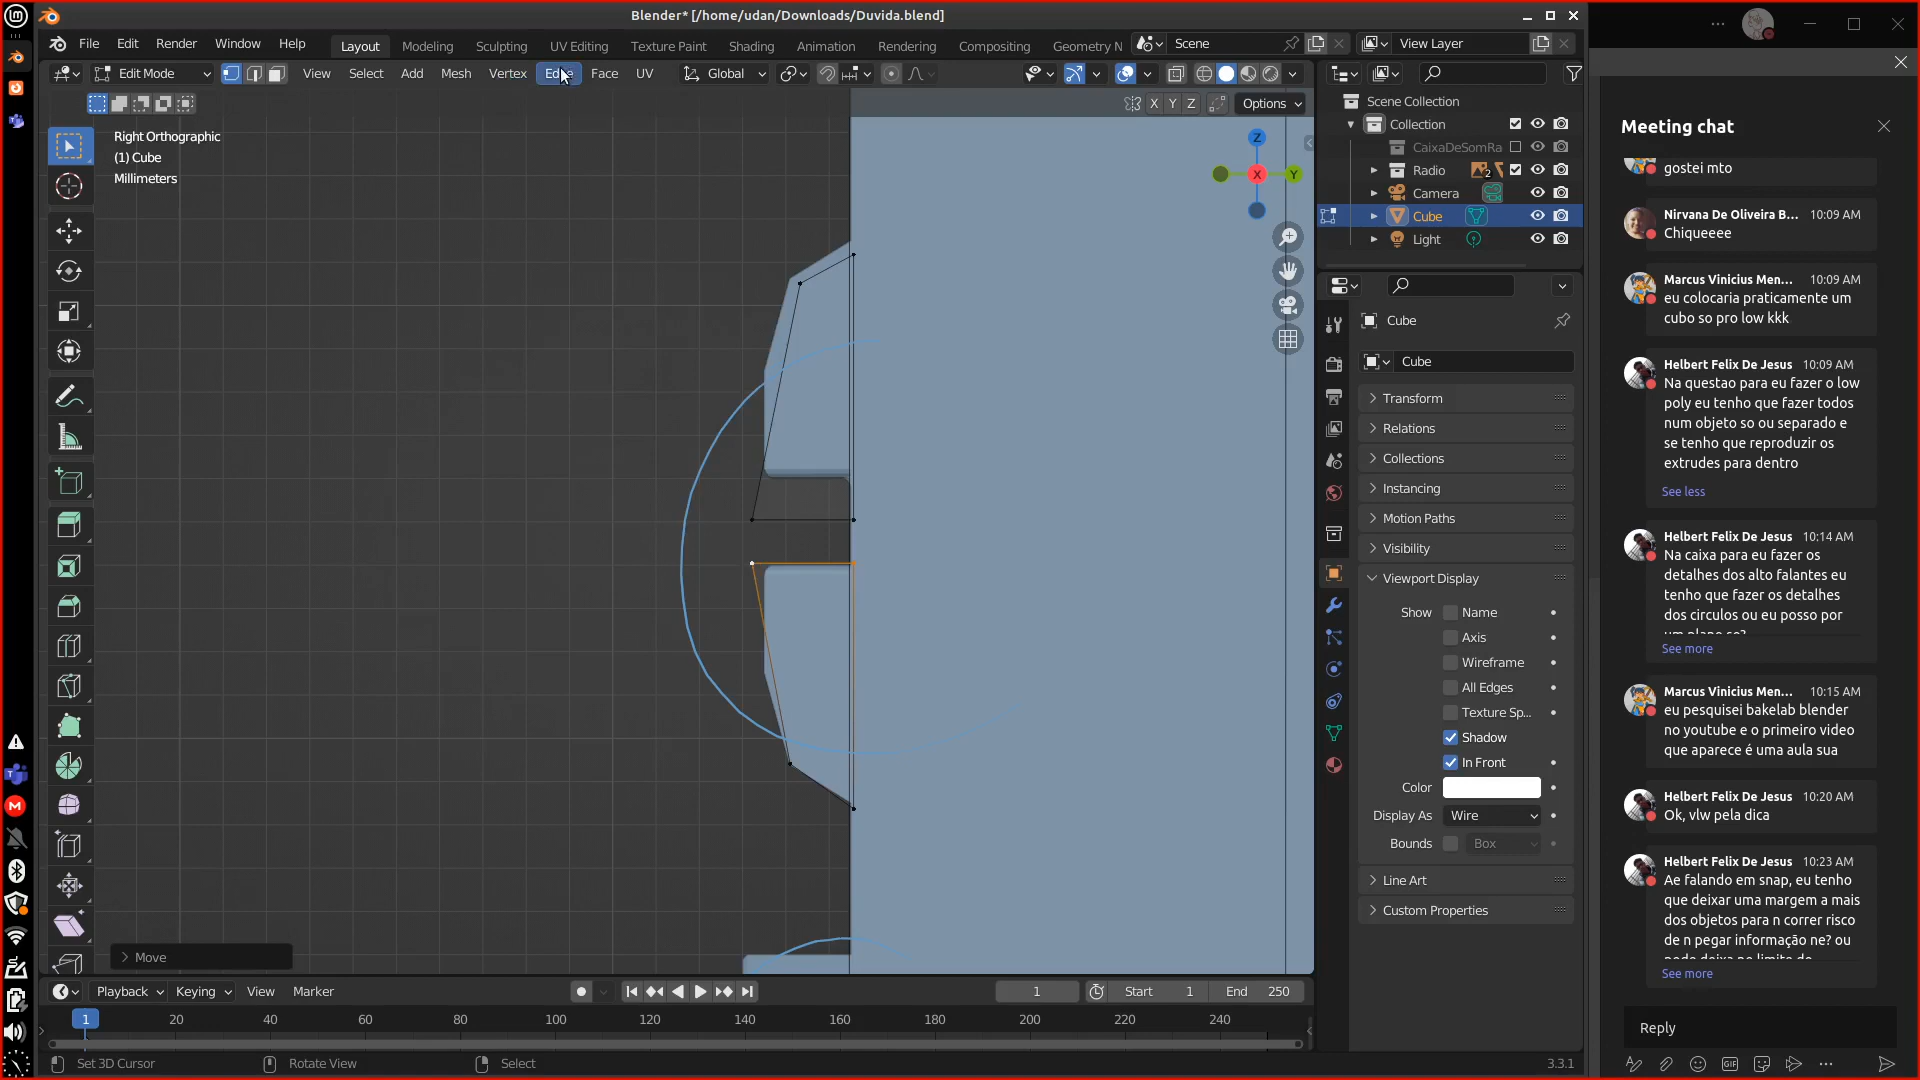 Blender* [/home/udan/Downloads/Duvida.blend]
File Edit Render Window Help
Layout Modeling Sculpting UV Editing Texture Paint Shading Animation Rendering Compositing Geometry N
Scene View Layer
Edit Mode View Select Add Mesh Vertex Edge Face UV Global
X Y Z Options
Right Orthographic
(1) Cube
Millimeters
Z
X Y
Move
Scene Collection
Collection
CaixaDeSomRa
Radio 2
Camera
Cube
Light
Cube
Cube
Transform
Relations
Collections
Instancing
Motion Paths
Visibility
Viewport Display
Show Name
Axis
Wireframe
All Edges
Texture Sp...
Shadow
In Front
Color
Display As Wire
Bounds Box
Line Art
Custom Properties
Playback Keying View Marker
1 Start 1 End 250
1 20 40 60 80 100 120 140 160 180 200 220 240
Set 3D Cursor Rotate View Select 3.3.1
Meeting chat
gostei mto
Nirvana De Oliveira B... 10:09 AM
Chiqueeee
Marcus Vinicius Men... 10:09 AM
eu colocaria praticamente um
cubo so pro low kkk
Helbert Felix De Jesus 10:09 AM
Na questao para eu fazer o low
poly eu tenho que fazer todos
num objeto so ou separado e
se tenho que reproduzir os
extrudes para dentro
See less
Helbert Felix De Jesus 10:14 AM
Na caixa para eu fazer os
detalhes dos alto falantes eu
tenho que fazer os detalhes
dos circulos ou eu posso por
um plano so?
See more
Marcus Vinicius Men... 10:15 AM
eu pesquisei bakelab blender
no youtube e o primeiro video
que aparece é uma aula sua
Helbert Felix De Jesus 10:20 AM
Ok, vlw pela dica
Helbert Felix De Jesus 10:23 AM
Ae falando em snap, eu tenho
que deixar uma margem a mais
dos objetos para n correr risco
de n pegar informação ne? ou
See more
Reply
GIF